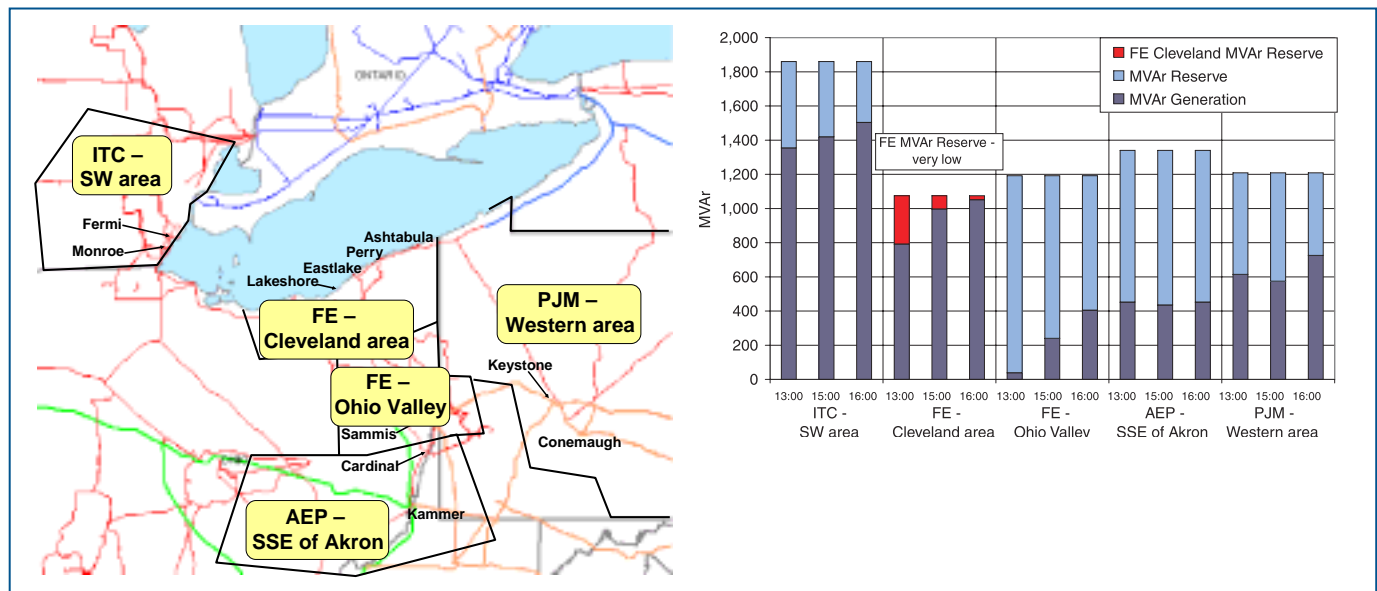 ONTARIO
ITC –
SW area
Fermi
Monroe
Ashtabula
Perry
Eastlake
Lakeshore
FE –
Cleveland area
PJM –
Western area
Keystone
FE –
Ohio Valley
Sammis
Conemaugh
Cardinal
AEP –
SSE of Akron
Kammer
2,000
1,800
1,600
1,400
1,200
1,000
800
600
400
200
0
MVAr
FE Cleveland MVAr Reserve
MVAr Reserve
MVAr Generation
FE MVAr Reserve -
very low
13:00 15:00 16:00 13:00 15:00 16:00 13:00 15:00 16:00 13:00 15:00 16:00 13:00 15:00 16:00
ITC - FE - FE - AEP - PJM -
SW area Cleveland area Ohio Valley SSE of Akron Western area